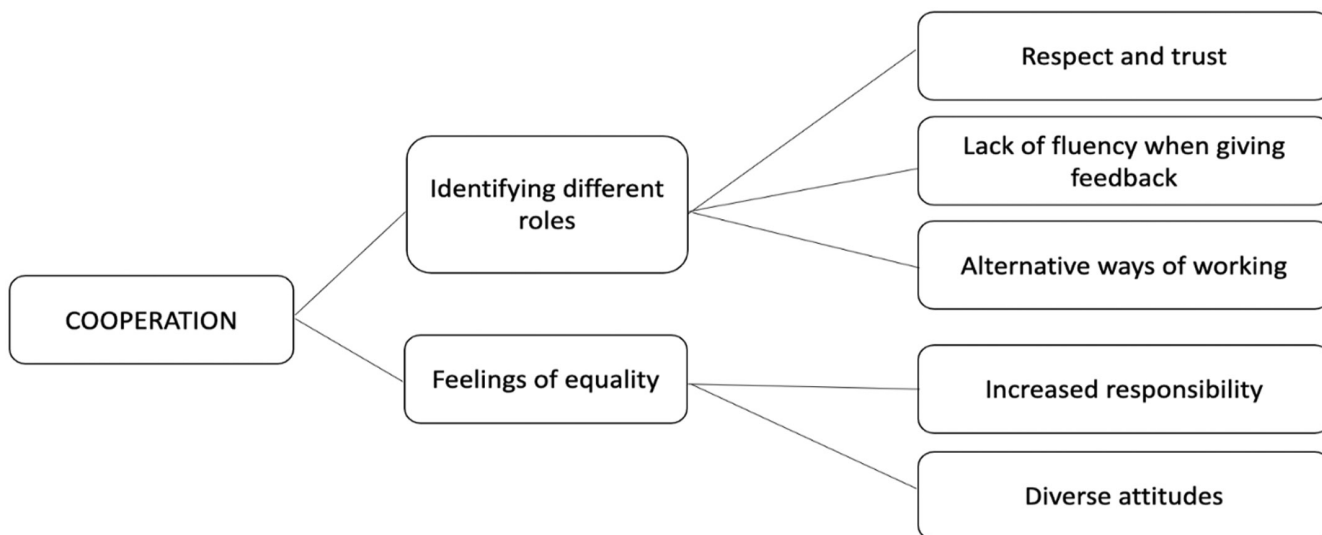 COOPERATION
Identifying different
roles
Feelings of equality
Respect and trust
Lack of fluency when giving
feedback
Alternative ways of working
Increased responsibility
Diverse attitudes